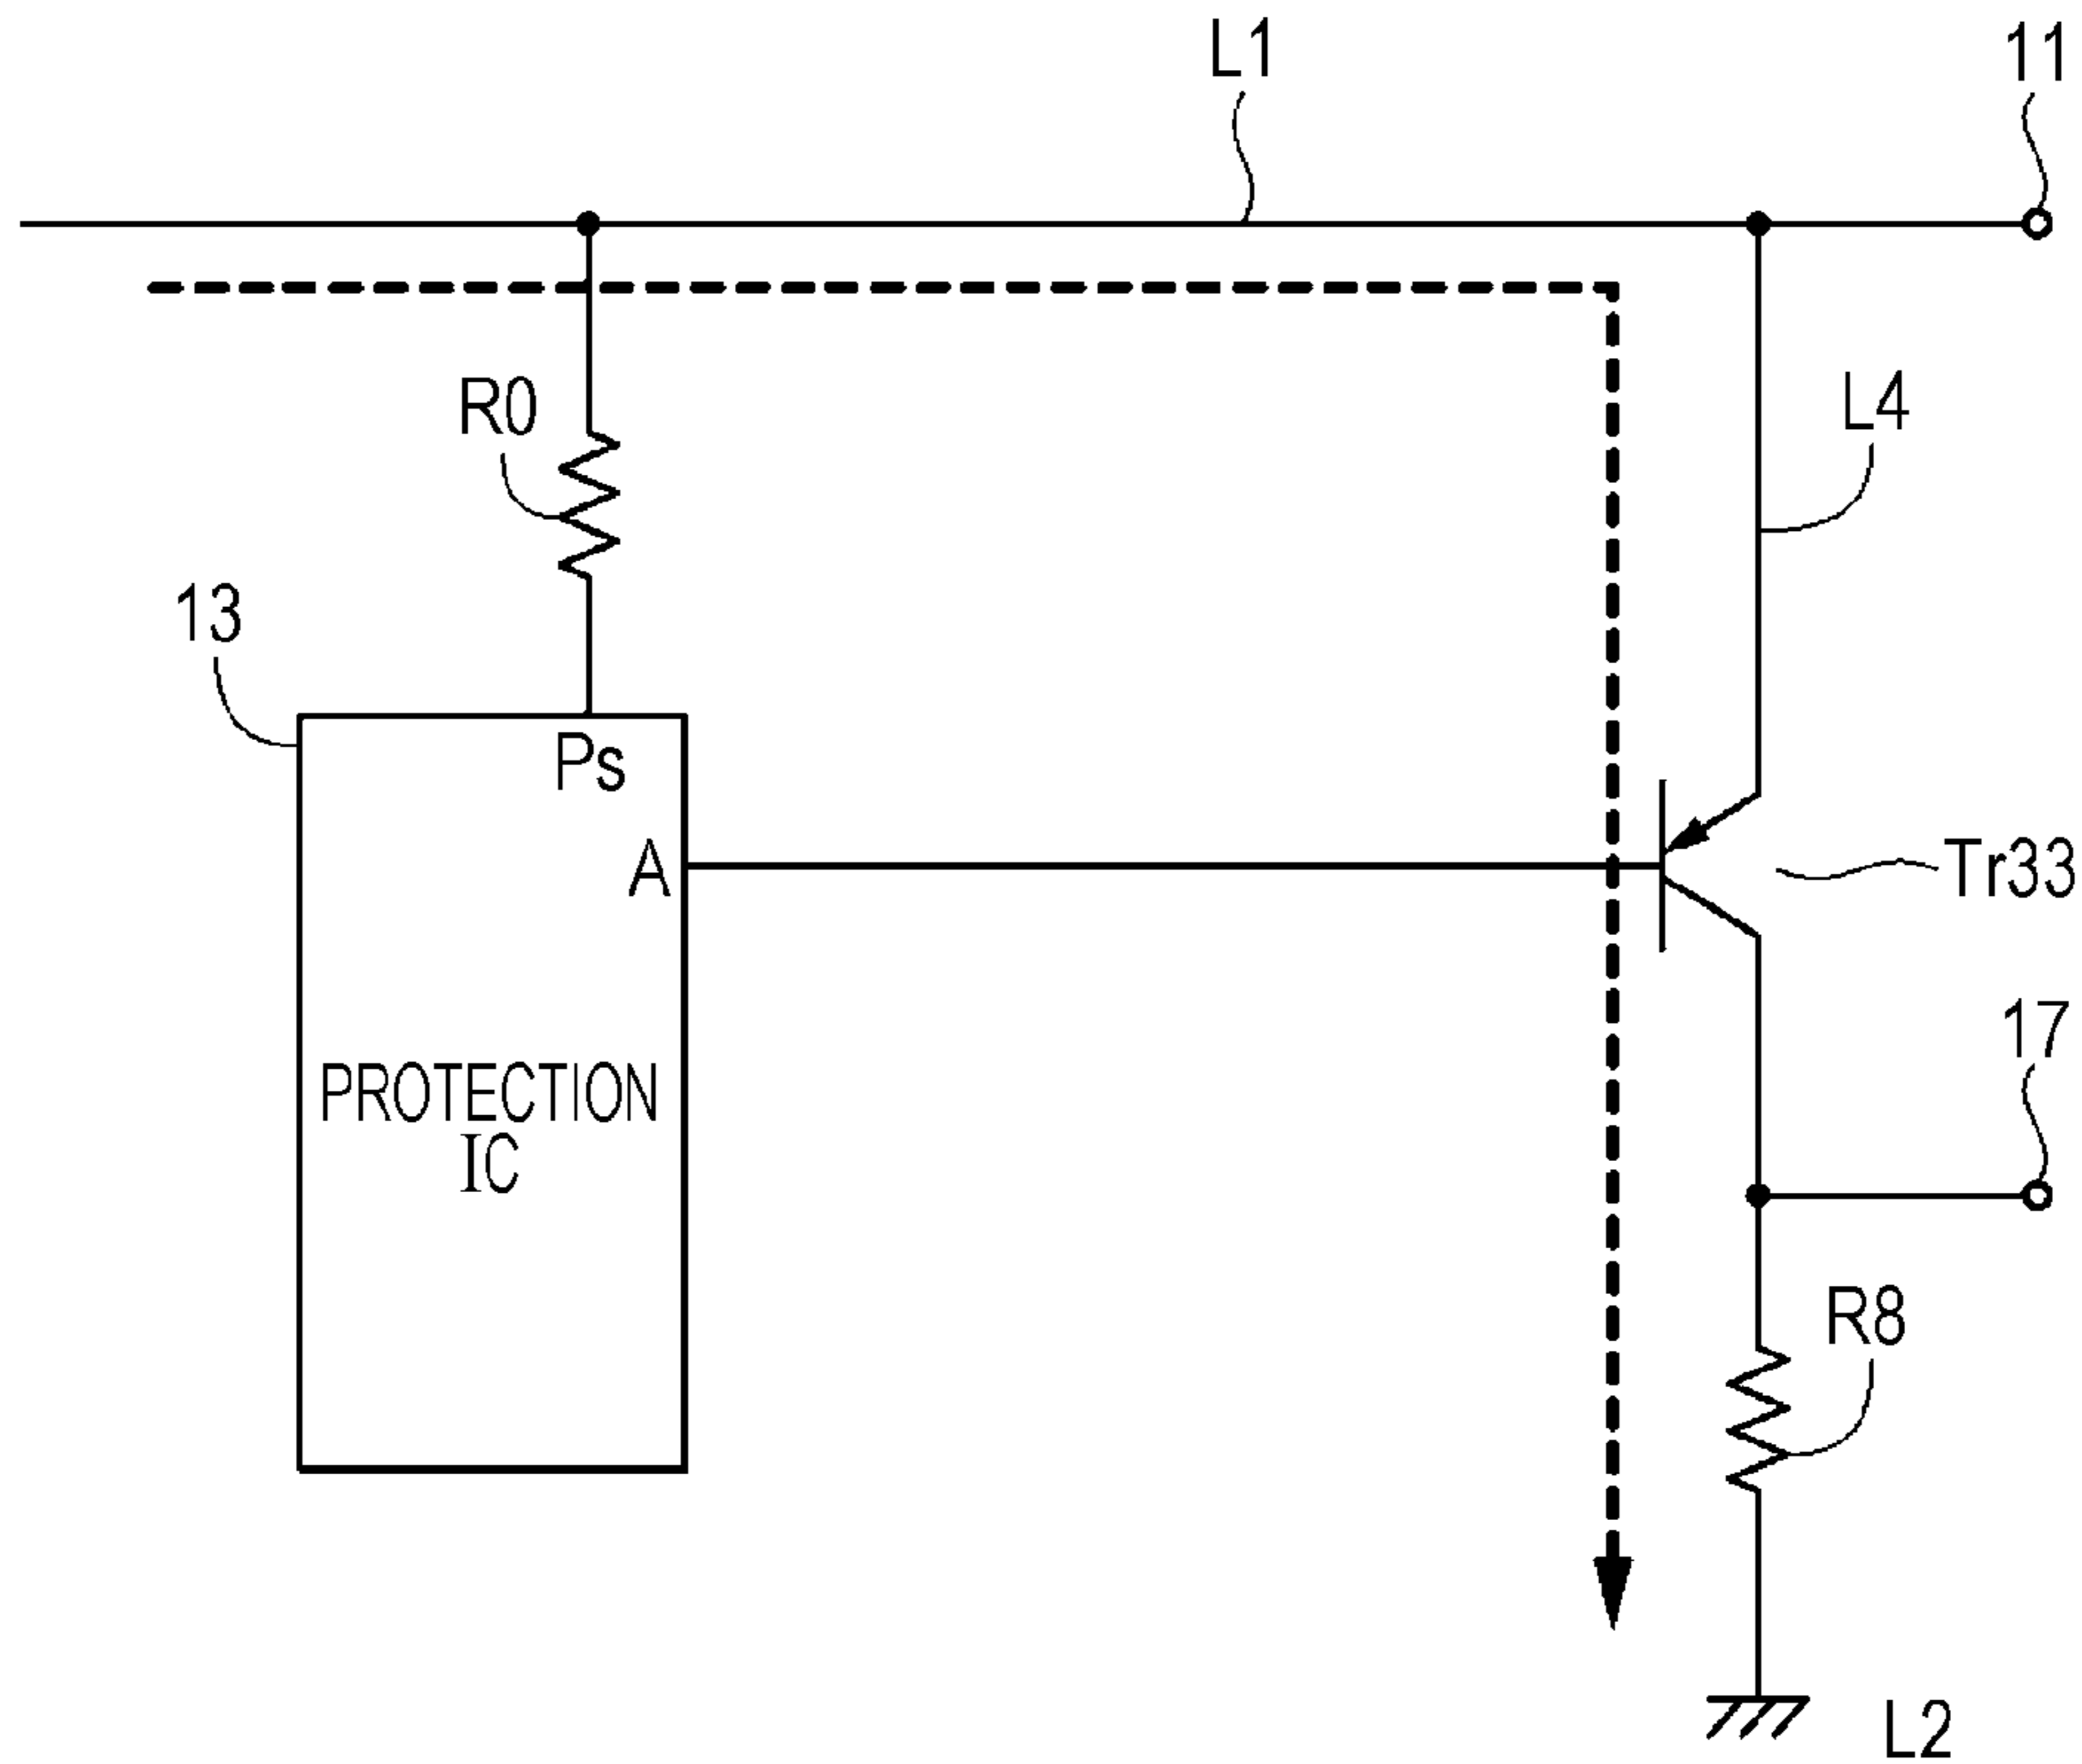 L1
11
R0
L4
13
Ps
A
Tr33
PROTECTION
IC
17
R8
L2